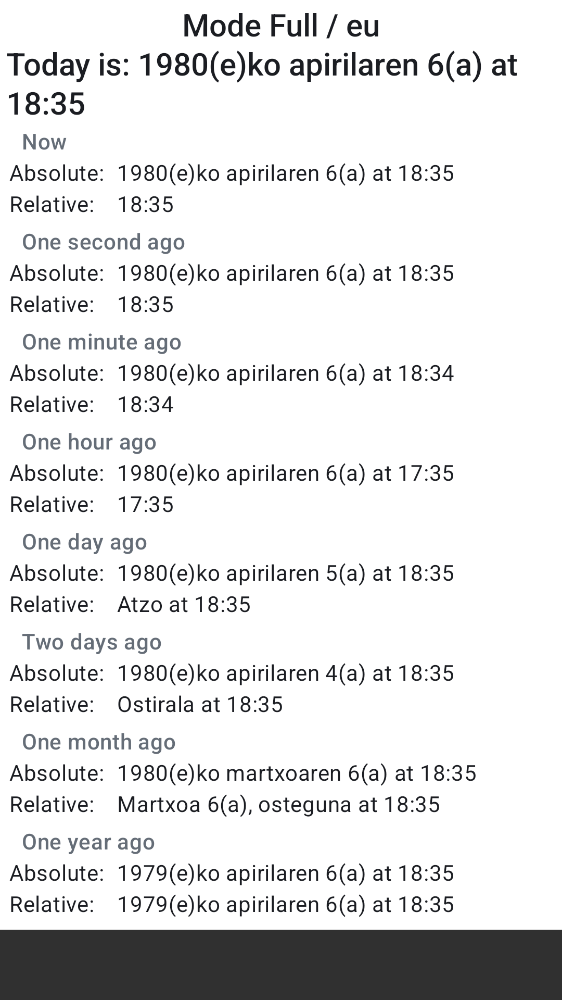 Mode Full / eu
Today is: 1980(e)ko apirilaren 6(a) at
18:35
Now
Absolute: 1980(e)ko apirilaren 6(a) at 18:35
Relative: 18:35
One second ago
Absolute: 1980(e)ko apirilaren 6(a) at 18:35
Relative: 18:35
One minute ago
Absolute: 1980(e)ko apirilaren 6(a) at 18:34
Relative: 18:34
One hour ago
Absolute: 1980(e)ko apirilaren 6(a) at 17:35
Relative: 17:35
One day ago
Absolute: 1980(e)ko apirilaren 5(a) at 18:35
Relative: Atzo at 18:35
Two days ago
Absolute: 1980(e)ko apirilaren 4(a) at 18:35
Relative: Ostirala at 18:35
One month ago
Absolute: 1980(e)ko martxoaren 6(a) at 18:35
Relative: Martxoa 6(a), osteguna at 18:35
One year ago
Absolute: 1979(e)ko apirilaren 6(a) at 18:35
Relative: 1979(e)ko apirilaren 6(a) at 18:35